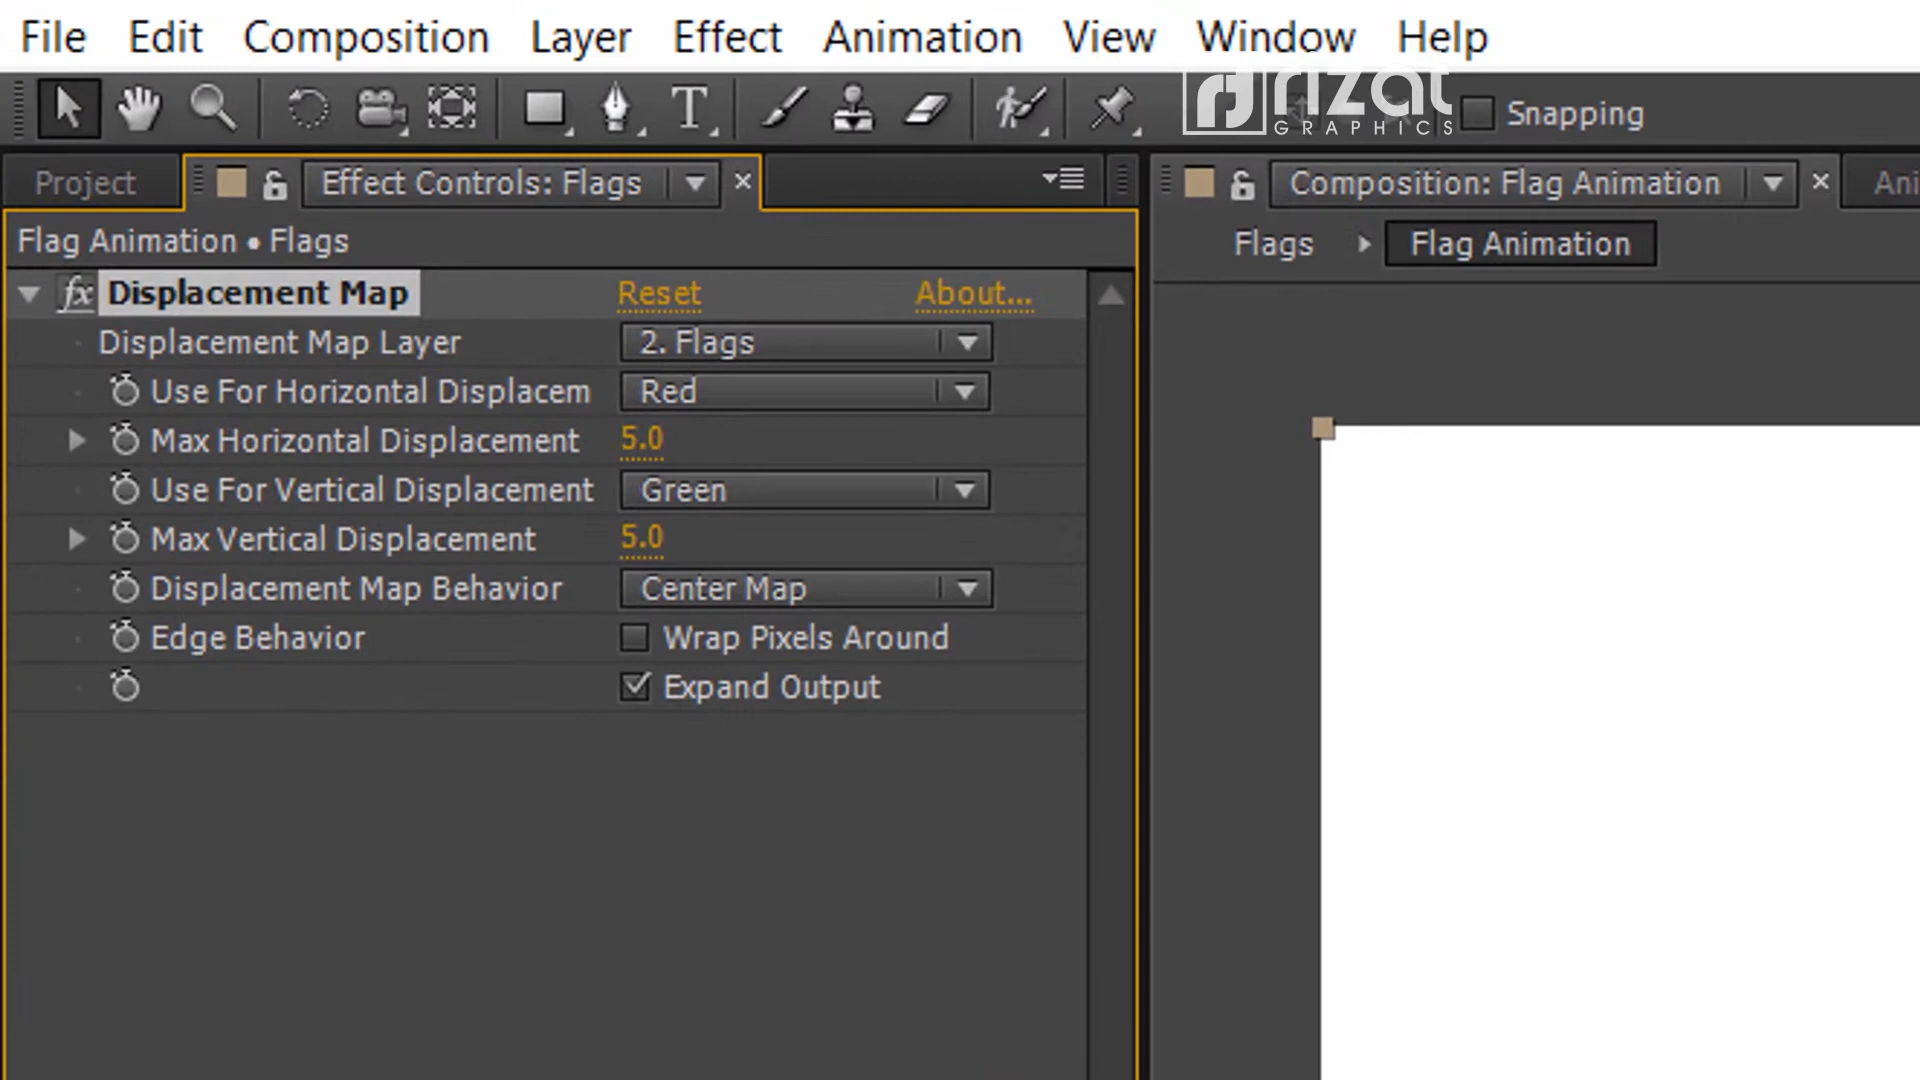 File Edit Composition Layer Effect Animation View Window Help
rizat
GRAPHICS
T
Snapping
Project
Effect Controls: Flags
Composition: Flag Animation
Ani
Flag Animation • Flags
Flags
Flag Animation
fx Displacement Map Reset About...
Displacement Map Layer 2. Flags
Use For Horizontal Displacem Red
Max Horizontal Displacement 5.0
Use For Vertical Displacement Green
Max Vertical Displacement 5.0
Displacement Map Behavior Center Map
Edge Behavior Wrap Pixels Around
Expand Output